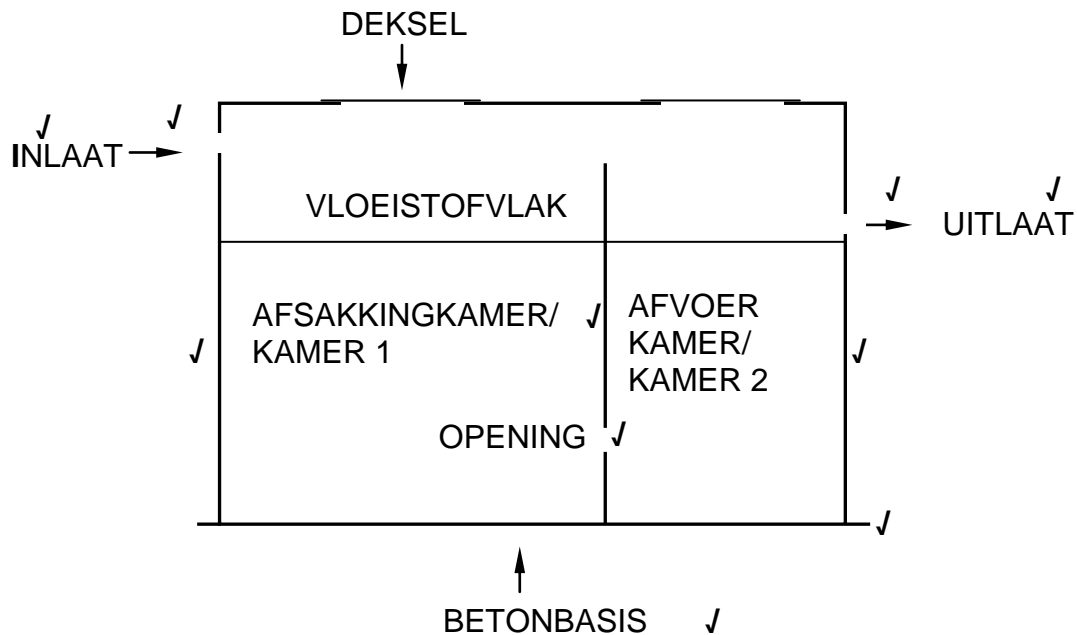 DEKSEL
√ √
INLAAT
VLOEISTOFVLAK
√ √
UITLAAT
AFSAKKINGKAMER/ √
KAMER 1
AFVOER
KAMER/
KAMER 2
√ √
OPENING √
√
BETONBASIS √